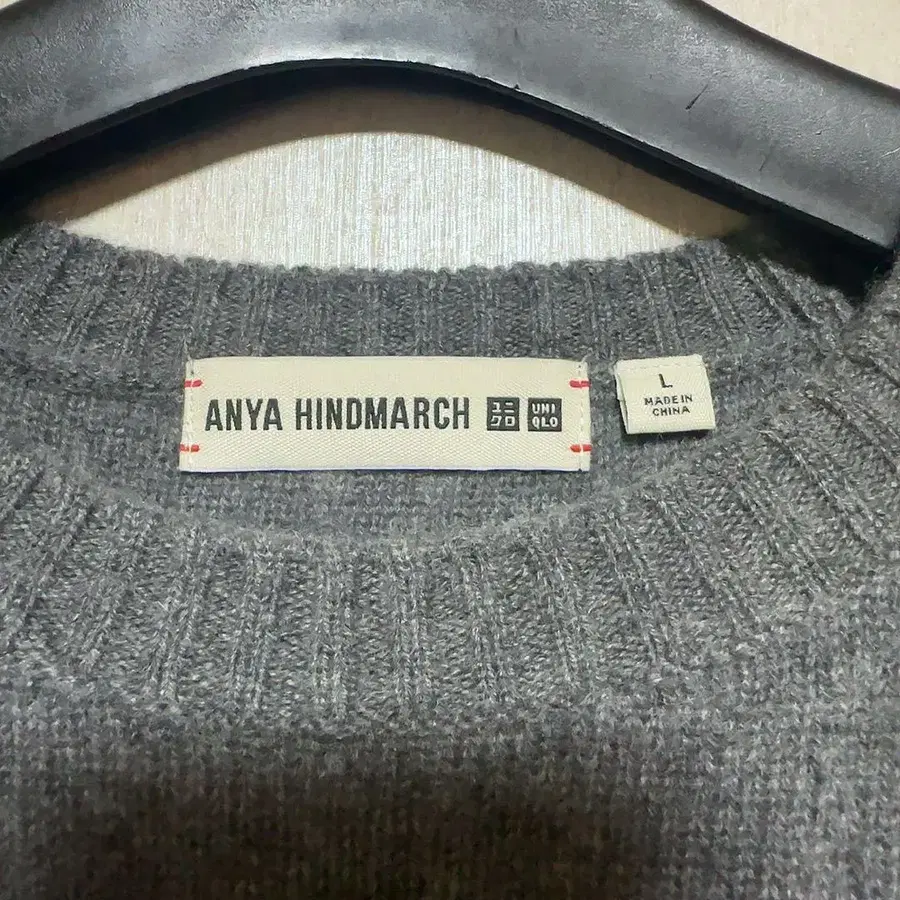 ANYA HINDMARCH
ユニ
クロ
UNI
QLO
L
MADE IN
CHINA